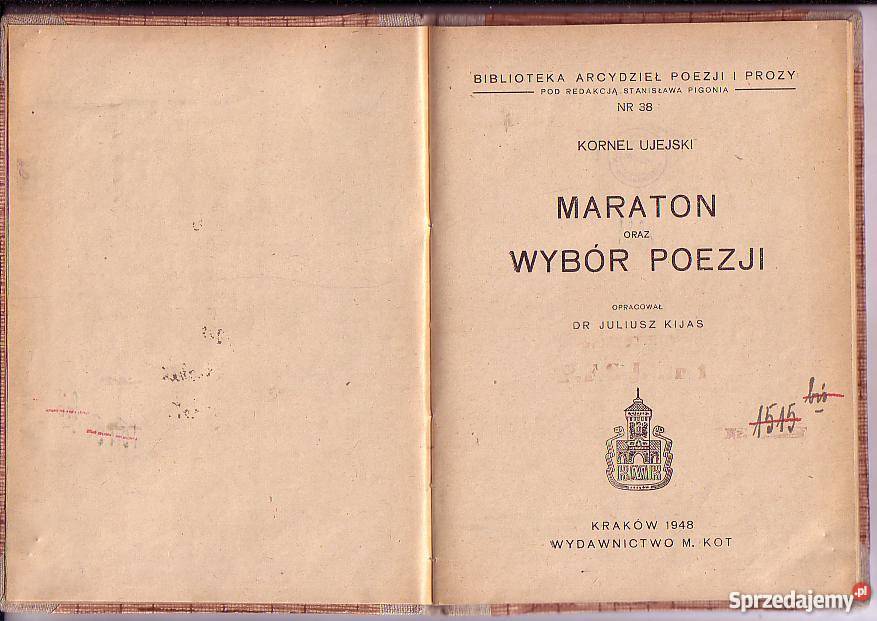 BIBLIOTEKA ARCYDZIEŁ POEZJI I PROZY
POD REDAKCJĄ STANISŁAWA PIGONIA
NR 38
KORNEL UJEJSKI
MARATON
ORAZ
WYBÓR POEZJI
OPRACOWAŁ
DR JULIUSZ KIJAS
1515 bis
KRAKÓW 1948
WYDAWNICTWO M. KOT
Sprzedajemy.pl